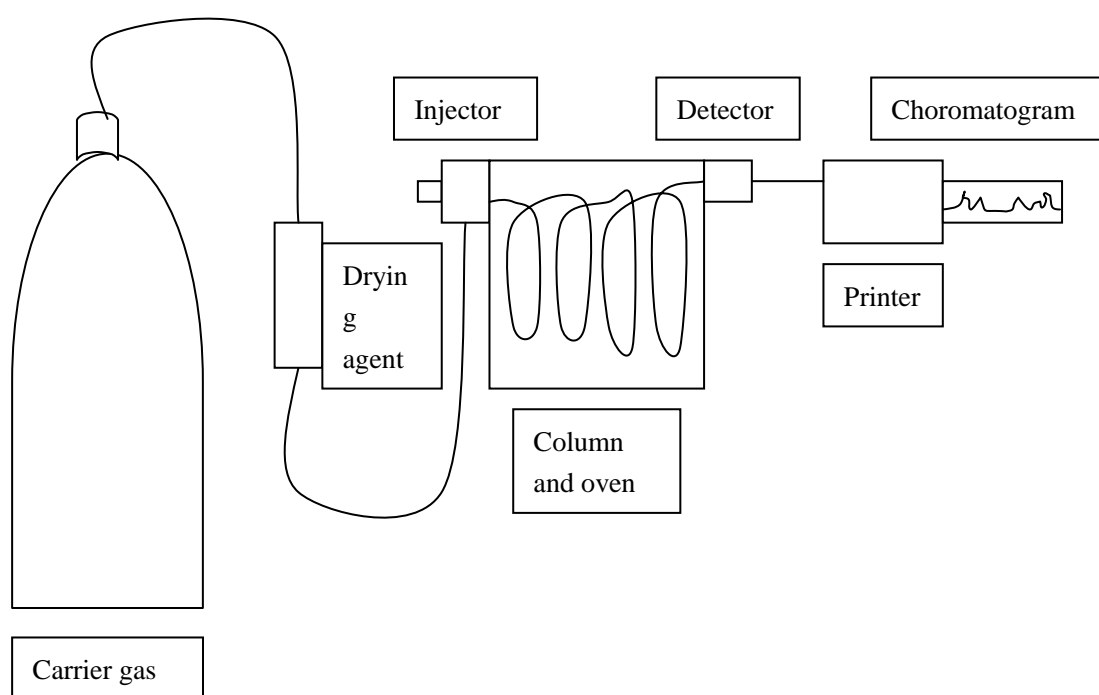 Injector
Detector
Choromatogram
Dryin
g
agent
Printer
Column
and oven
Carrier gas